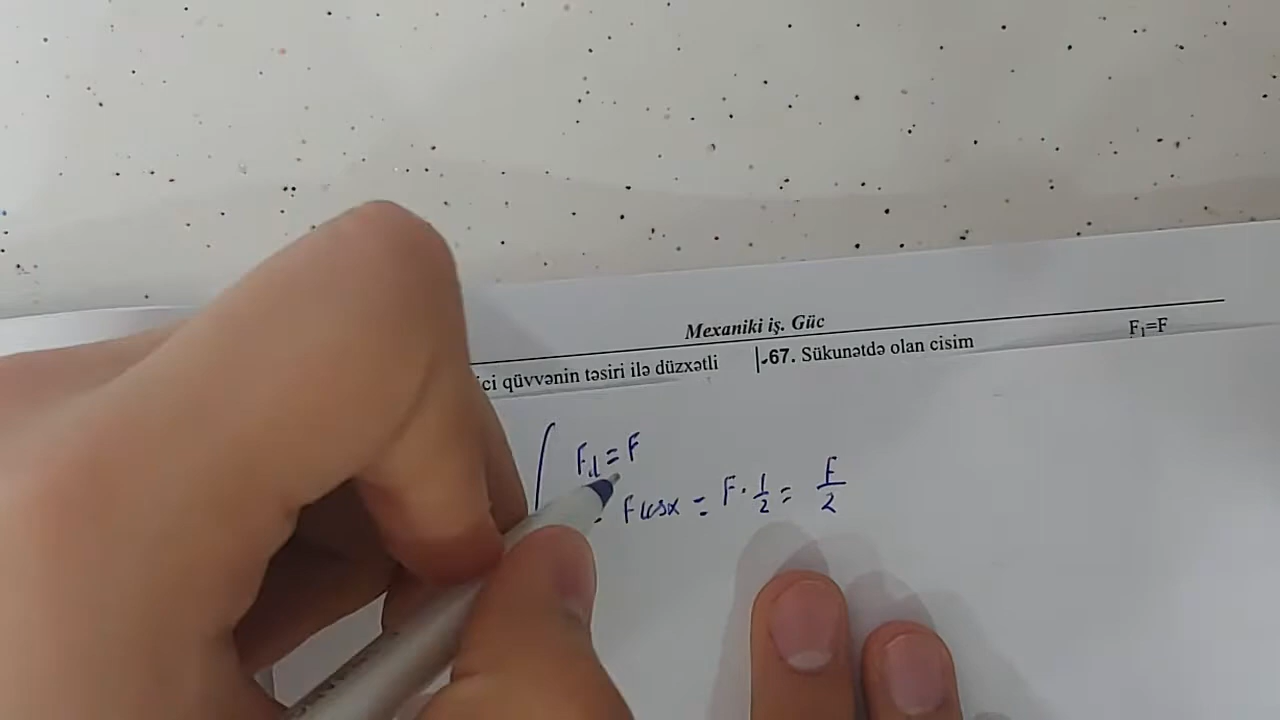 Mexaniki iş. Güc
ici qüvvənin təsiri ilə düzxətli
-67. Sükunətdə olan cisim
F₁=F
F₁ = F
Fcosα = F · 1/2 = F/2